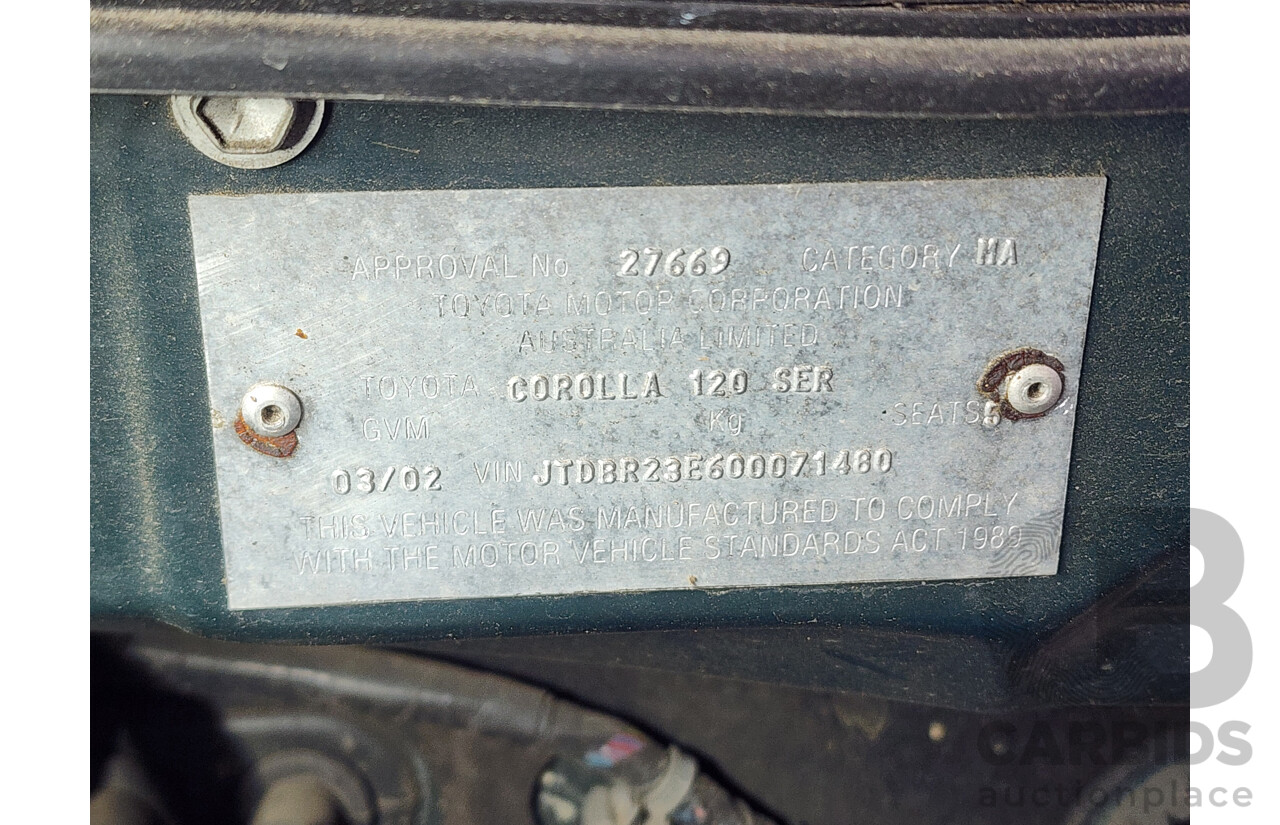 APPROVAL No 27669 CATEGORY MA
TOYOTA MOTOR CORPORATION
AUSTRALIA LIMITED
TOYOTA COROLLA 120 SER
GVM Kg SEATS 5
03/02 VIN JTDBR23E600071480
THIS VEHICLE WAS MANUFACTURED TO COMPLY
WITH THE MOTOR VEHICLE STANDARDS ACT 1989
CARBIDS
auctionplace